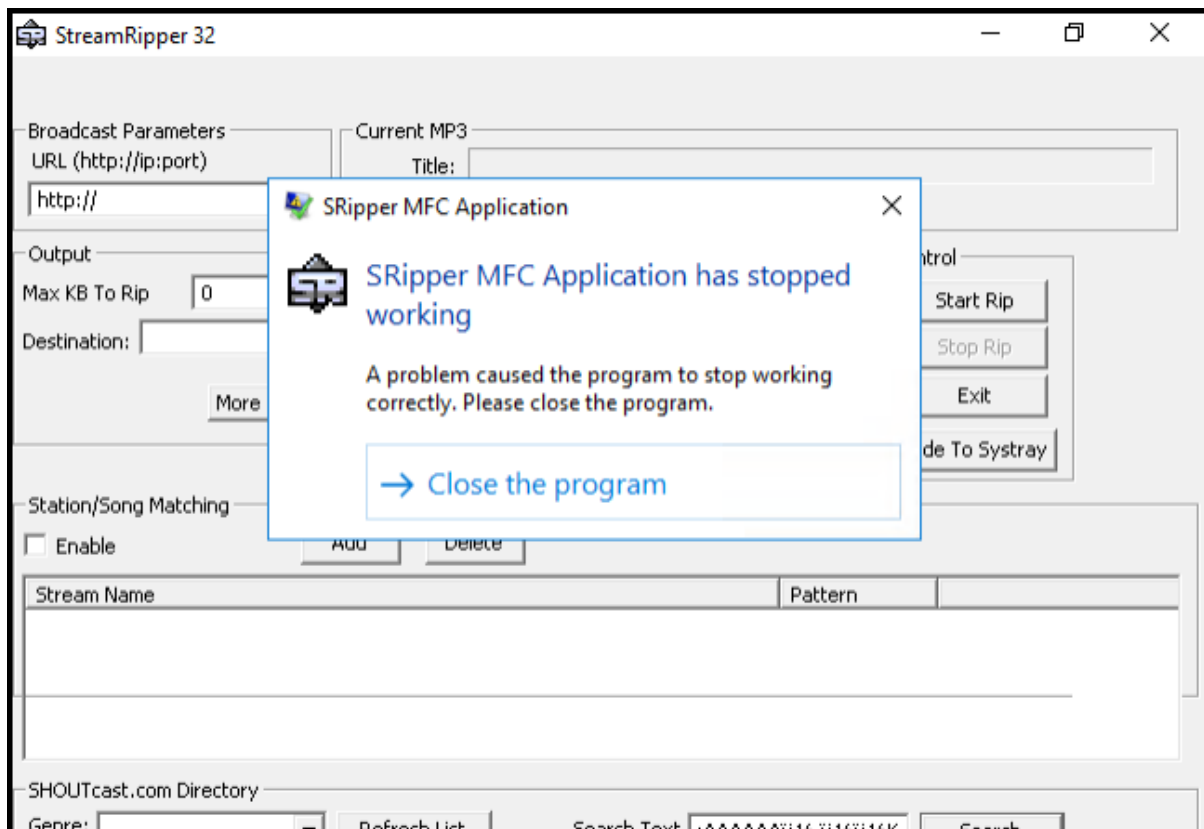 StreamRipper 32
Broadcast Parameters
Current MP3
URL (http://ip:port)
Title:
http://
SRipper MFC Application
Output
Max KB To Rip
0
Destination:
More
SRipper MFC Application has stopped
working
A problem caused the program to stop working
correctly. Please close the program.
Close the program
Start Rip
Stop Rip
Exit
To Systray
Station/Song Matching
Enable
Add
Delete
Stream Name
Pattern
SHOUTcast.com Directory
Genre:
Refresh List
Search Text
Search